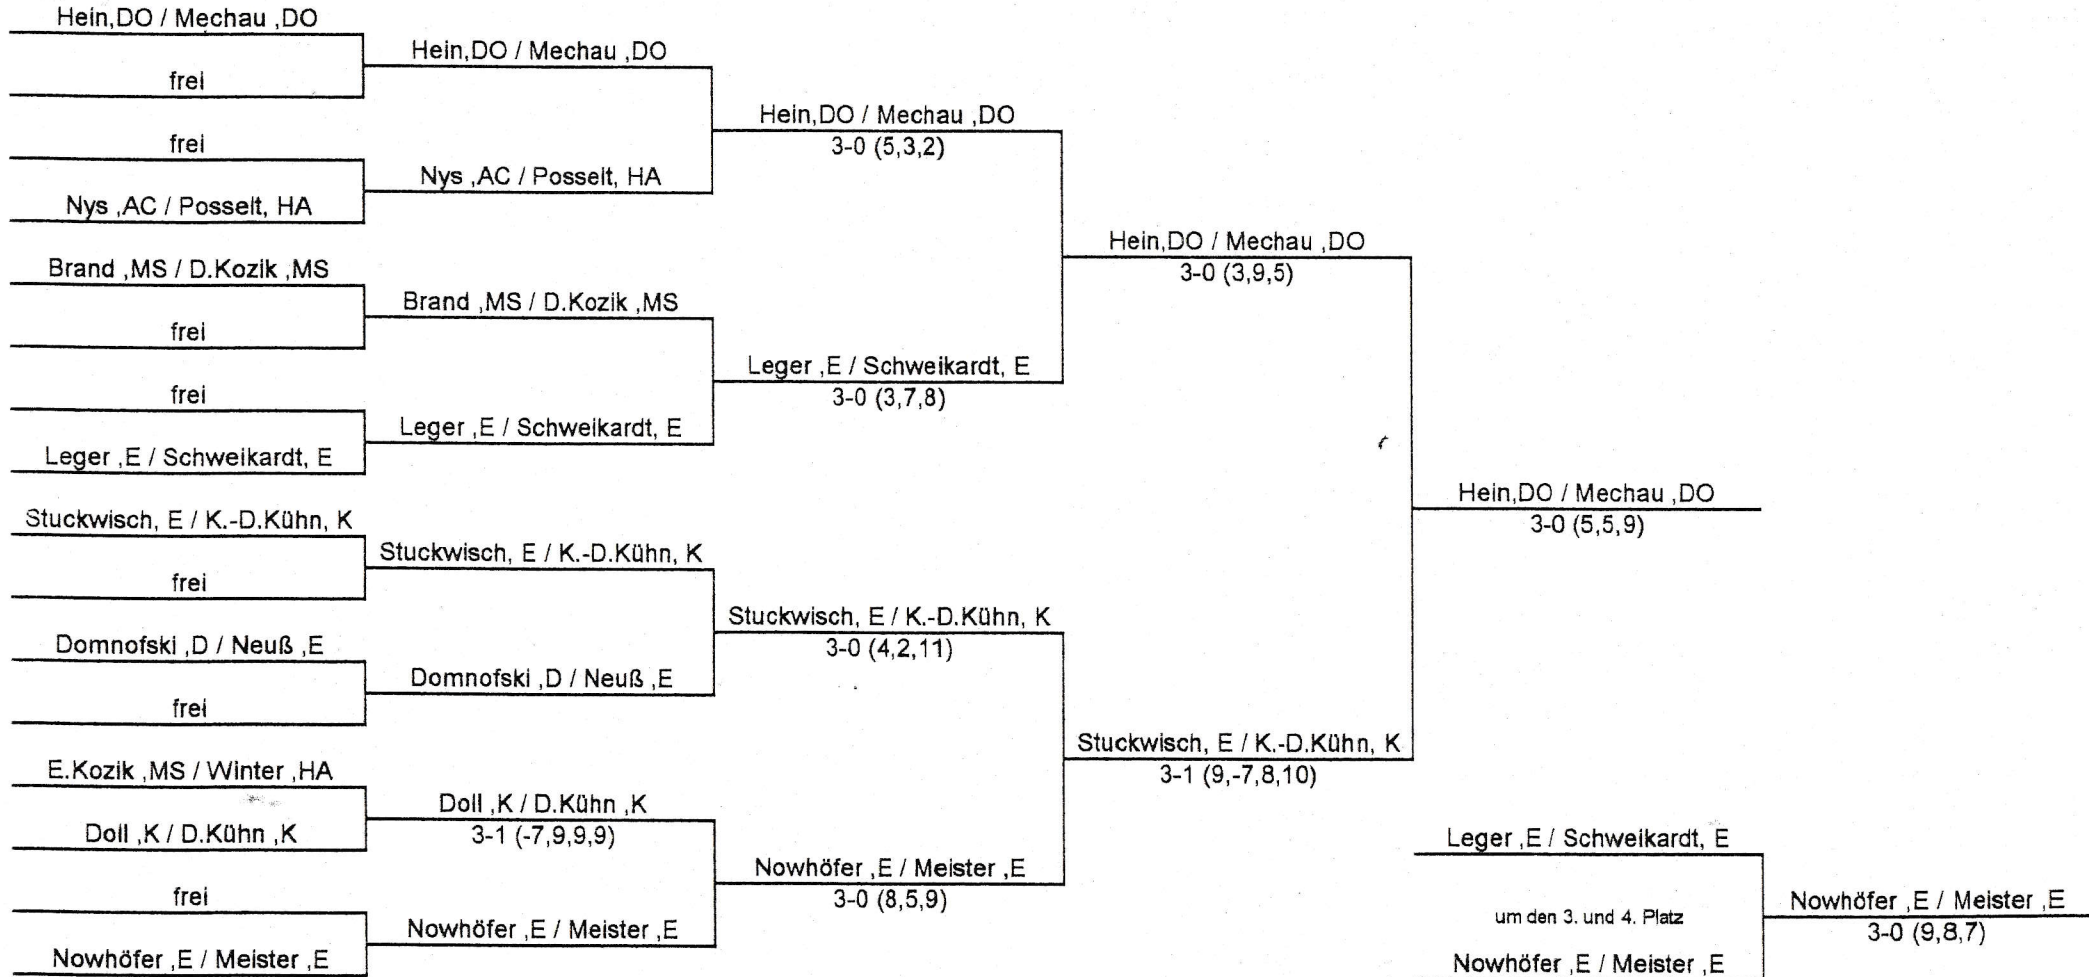 Hein,DO / Mechau ,DO
frei
frei
Nys ,AC / Posselt, HA
Brand ,MS / D.Kozik ,MS
frei
frei
Leger ,E / Schweikardt, E
Stuckwisch, E / K.-D.Kühn, K
frei
Domnofski ,D / Neuß ,E
frei
E.Kozik ,MS / Winter ,HA
Doll ,K / D.Kühn ,K
frei
Nowhöfer ,E / Meister ,E
Hein,DO / Mechau ,DO
Nys ,AC / Posselt, HA
Brand ,MS / D.Kozik ,MS
Leger ,E / Schweikardt, E
Stuckwisch, E / K.-D.Kühn, K
Domnofski ,D / Neuß ,E
Doll ,K / D.Kühn ,K
3-1 (-7,9,9,9)
Nowhöfer ,E / Meister ,E
Hein,DO / Mechau ,DO
3-0 (5,3,2)
Leger ,E / Schweikardt, E
3-0 (3,7,8)
Stuckwisch, E / K.-D.Kühn, K
3-0 (4,2,11)
Nowhöfer ,E / Meister ,E
3-0 (8,5,9)
Hein,DO / Mechau ,DO
3-0 (3,9,5)
Stuckwisch, E / K.-D.Kühn, K
3-1 (9,-7,8,10)
Hein,DO / Mechau ,DO
3-0 (5,5,9)
Leger ,E / Schweikardt, E
um den 3. und 4. Platz
Nowhöfer ,E / Meister ,E
Nowhöfer ,E / Meister ,E
3-0 (9,8,7)